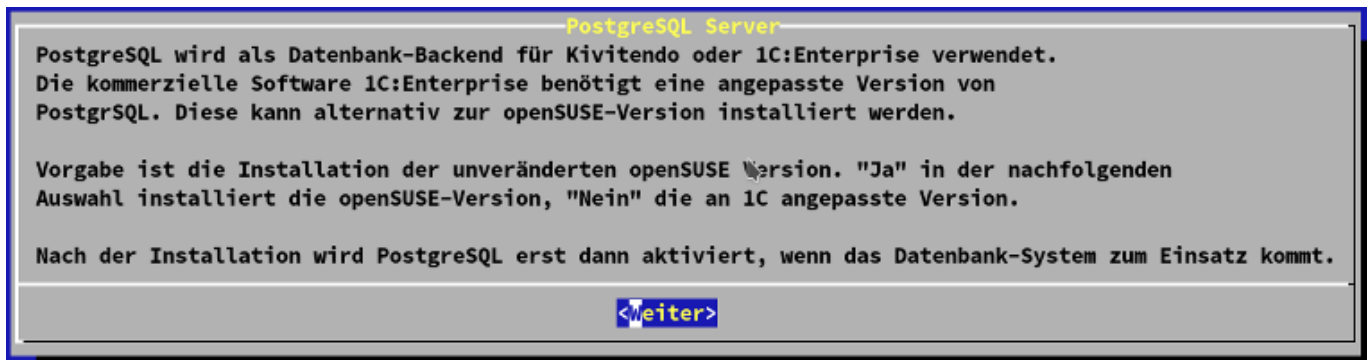 PostgreSQL Server
PostgreSQL wird als Datenbank-Backend für Kivitendo oder 1C:Enterprise verwendet.
Die kommerzielle Software 1C:Enterprise benötigt eine angepasste Version von
PostgrSQL. Diese kann alternativ zur openSUSE-Version installiert werden.
Vorgabe ist die Installation der unveränderten openSUSE Version. "Ja" in der nachfolgenden
Auswahl installiert die openSUSE-Version, "Nein" die an 1C angepasste Version.
Nach der Installation wird PostgreSQL erst dann aktiviert, wenn das Datenbank-System zum Einsatz kommt.
<Weiter>